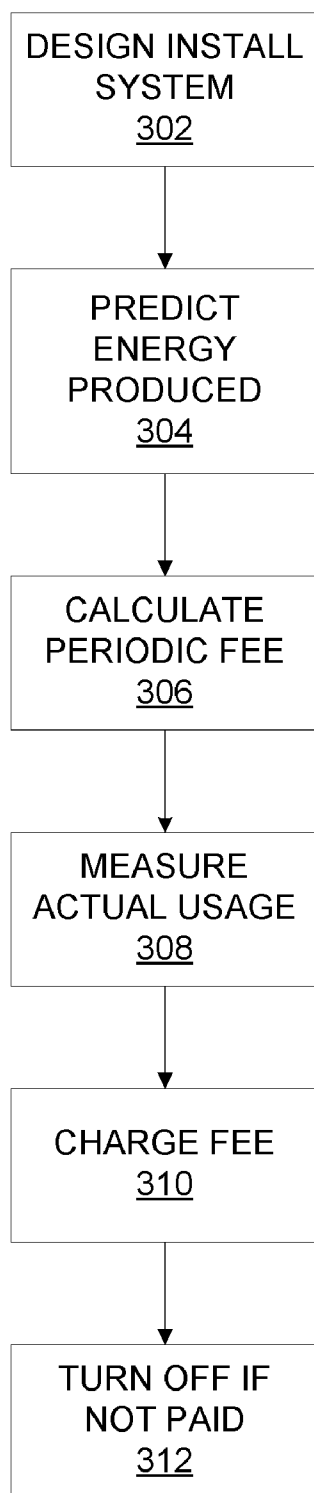 DESIGN INSTALL
SYSTEM
302
PREDICT
ENERGY
PRODUCED
304
CALCULATE
PERIODIC FEE
306
MEASURE
ACTUAL USAGE
308
CHARGE FEE
310
TURN OFF IF
NOT PAID
312